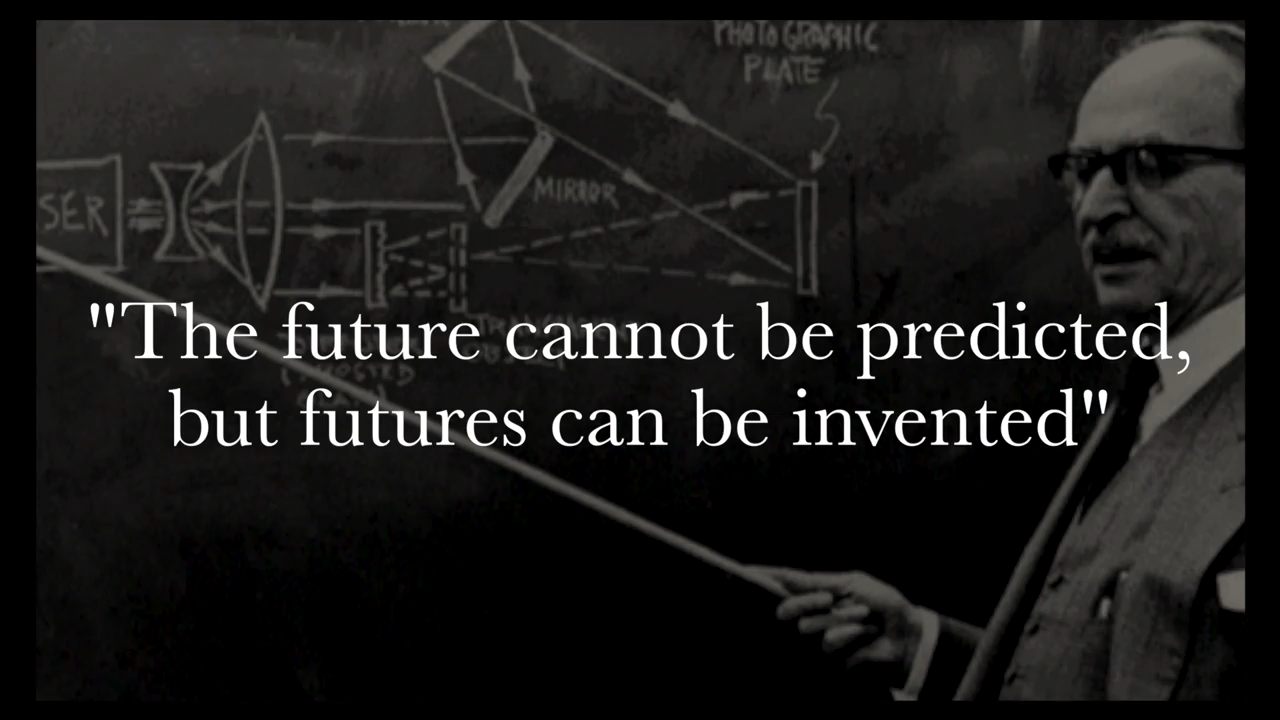 PHOTOGRAPHIC
PLATE
MIRROR
SER
"The future cannot be predicted,
but futures can be invented"